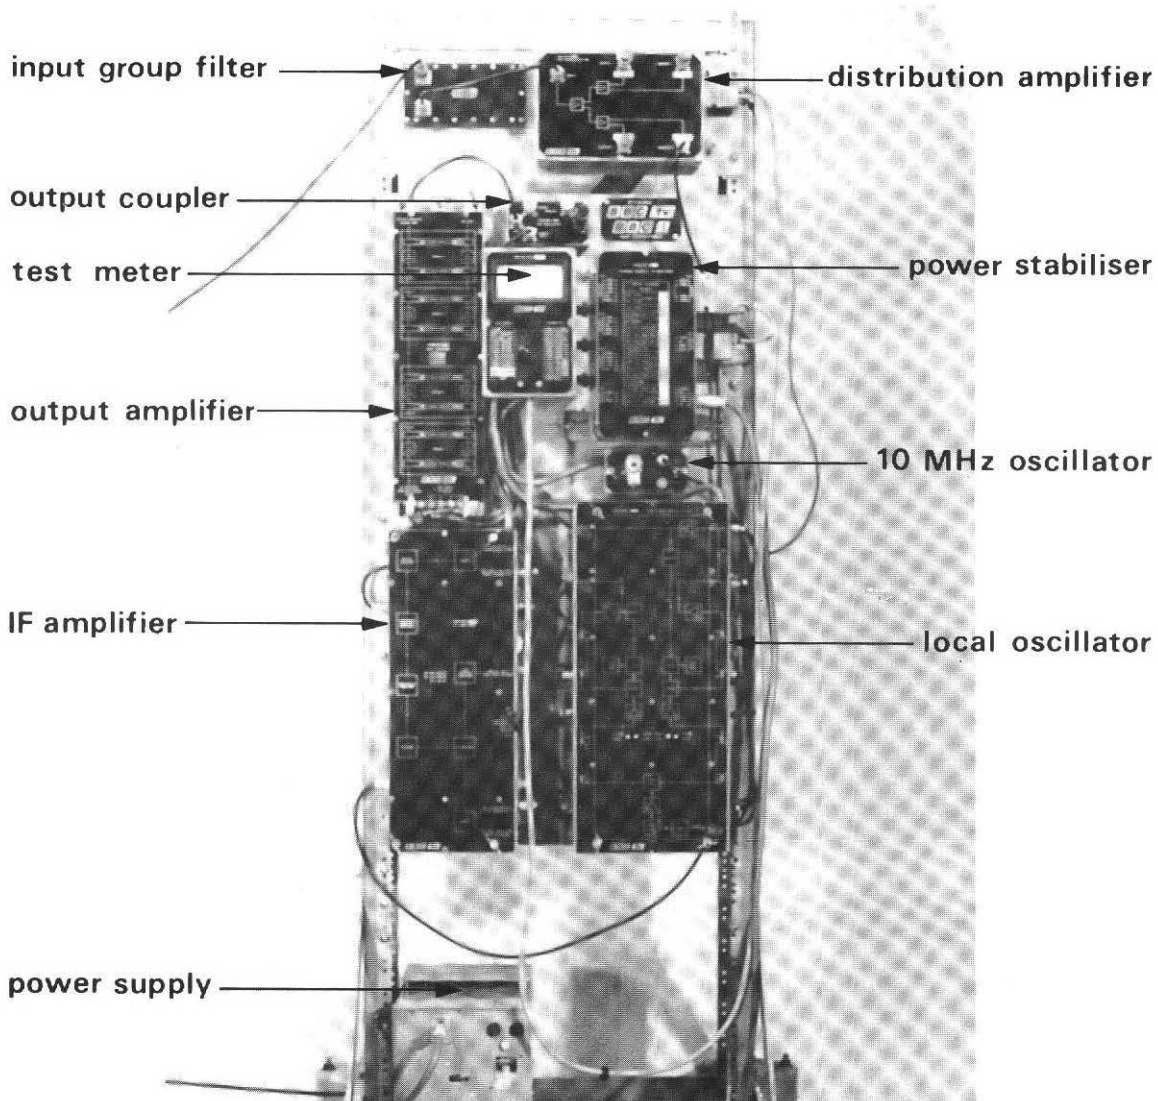 input group filter
distribution amplifier
output coupler
test meter
power stabiliser
output amplifier
10 MHz oscillator
IF amplifier
local oscillator
power supply